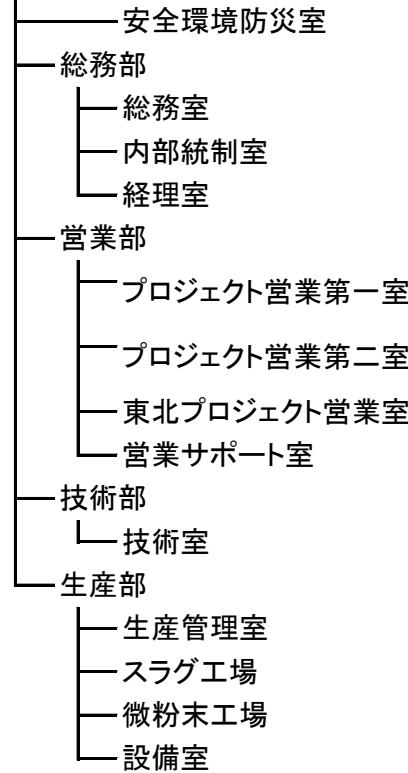 安全環境防災室
総務部
総務室
内部統制室
経理室
営業部
プロジェクト営業第一室
プロジェクト営業第二室
東北プロジェクト営業室
営業サポート室
技術部
技術室
生産部
生産管理室
スラグ工場
微粉末工場
設備室